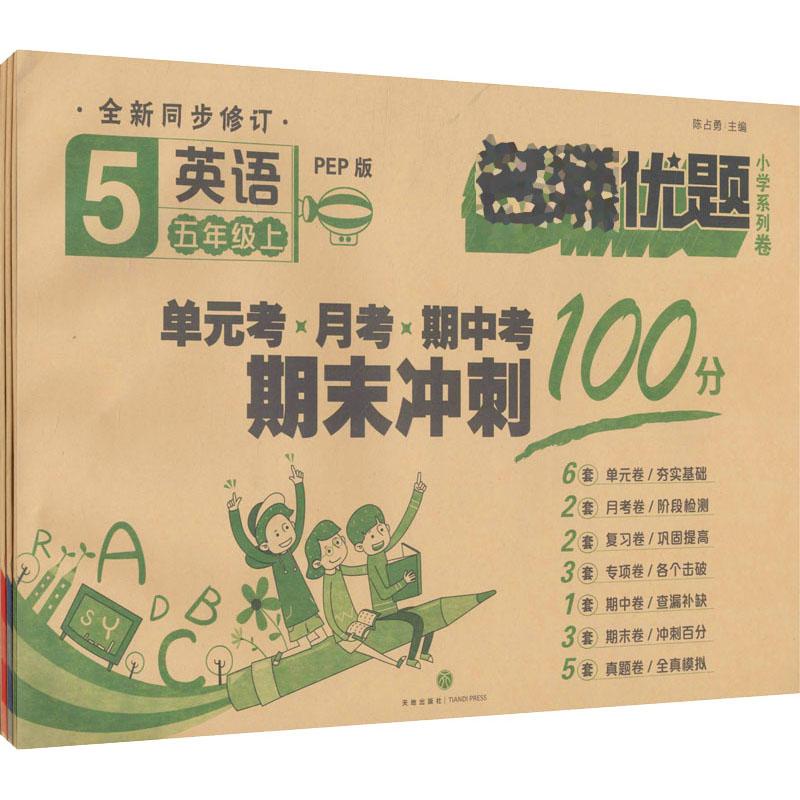 ·全新同步修订·
陈占勇/主编
5
英语
PEP版
五年级上
优题
小学系列卷
单元考×月考×期中考
期末冲刺
100分
6套 单元卷/夯实基础
2套 月考卷/阶段检测
2套 复习卷/巩固提高
3套 专项卷/各个击破
1套 期中卷/查漏补缺
3套 期末卷/冲刺百分
5套 真题卷/全真模拟
R
A
D
B
C
SY
天地出版社 | TIANDI PRESS